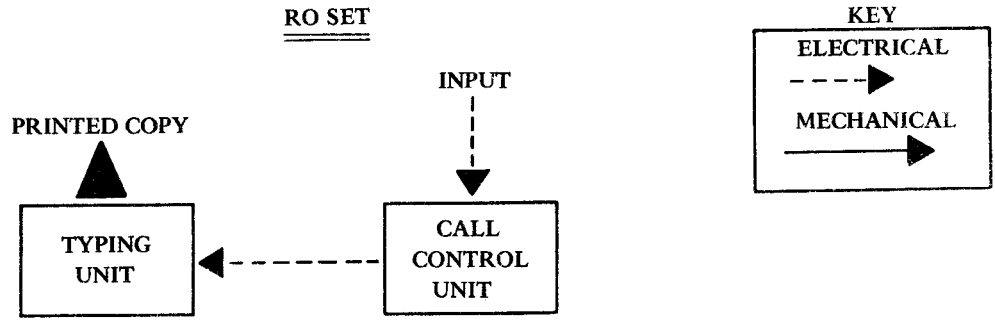 RO SET
KEY
ELECTRICAL
MECHANICAL
INPUT
PRINTED COPY
TYPING
UNIT
CALL
CONTROL
UNIT